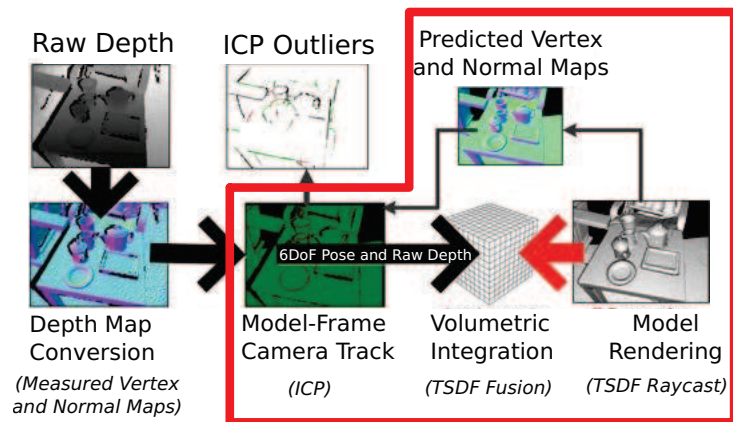 Raw Depth
ICP Outliers
Predicted Vertex
and Normal Maps
6DoF Pose and Raw Depth
Depth Map
Conversion
(Measured Vertex
and Normal Maps)
Model-Frame
Camera Track
(ICP)
Volumetric
Integration
(TSDF Fusion)
Model
Rendering
(TSDF Raycast)